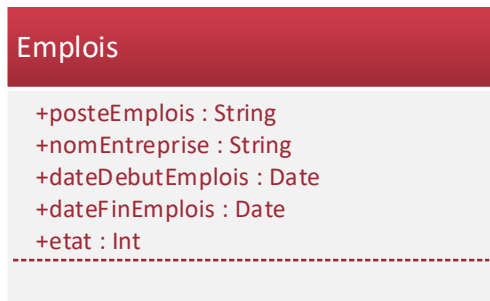 Emplois
+posteEmplois : String
+nomEntreprise : String
+dateDebutEmplois : Date
+dateFinEmplois : Date
+etat : Int